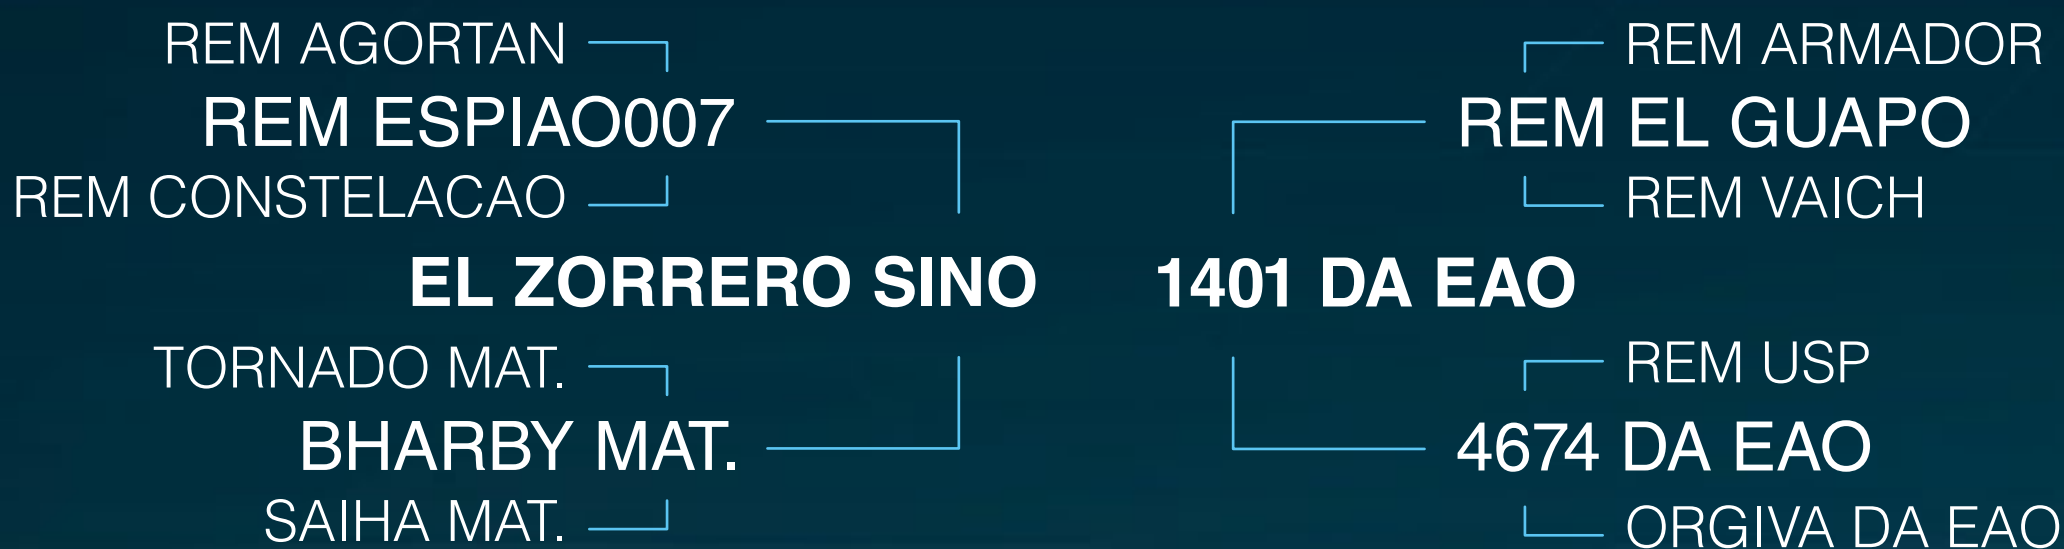 REM AGORTAN REM ARMADOR
REM ESPIAO007 REM EL GUAPO
REM CONSTELACAO REM VAICH
EL ZORRERO SINO 1401 DA EAO
TORNADO MAT. REM USP
BHARBY MAT. 4674 DA EAO
SAIHA MAT. ORGIVA DA EAO